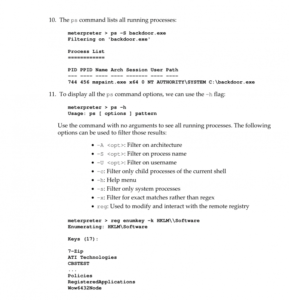 10. The ps command lists all running processes:
meterpreter > ps -S backdoor.exe
Filtering on 'backdoor.exe'
Process List
============
PID PPID Name Arch Session User Path
--- ---- ---- ---- ------- ---- ----
744 456 mspaint.exe x64 0 NT AUTHORITY\SYSTEM C:\backdoor.exe
11. To display all the ps command options, we can use the -h flag:
meterpreter > ps -h
Usage: ps [ options ] pattern
Use the command with no arguments to see all running processes. The following
options can be used to filter those results:
• -A <opt>: Filter on architecture
• -S <opt>: Filter on process name
• -U <opt>: Filter on username
• -c: Filter only child processes of the current shell
• -h: Help menu
• -s: Filter only system processes
• -x: Filter for exact matches rather than regex
• reg: Used to modify and interact with the remote registry
meterpreter > reg enumkey -k HKLM\\Software
Enumerating: HKLM\Software
Keys (17):
7-Zip
ATI Technologies
CBSTEST
...
Policies
RegisteredApplications
Wow6432Node